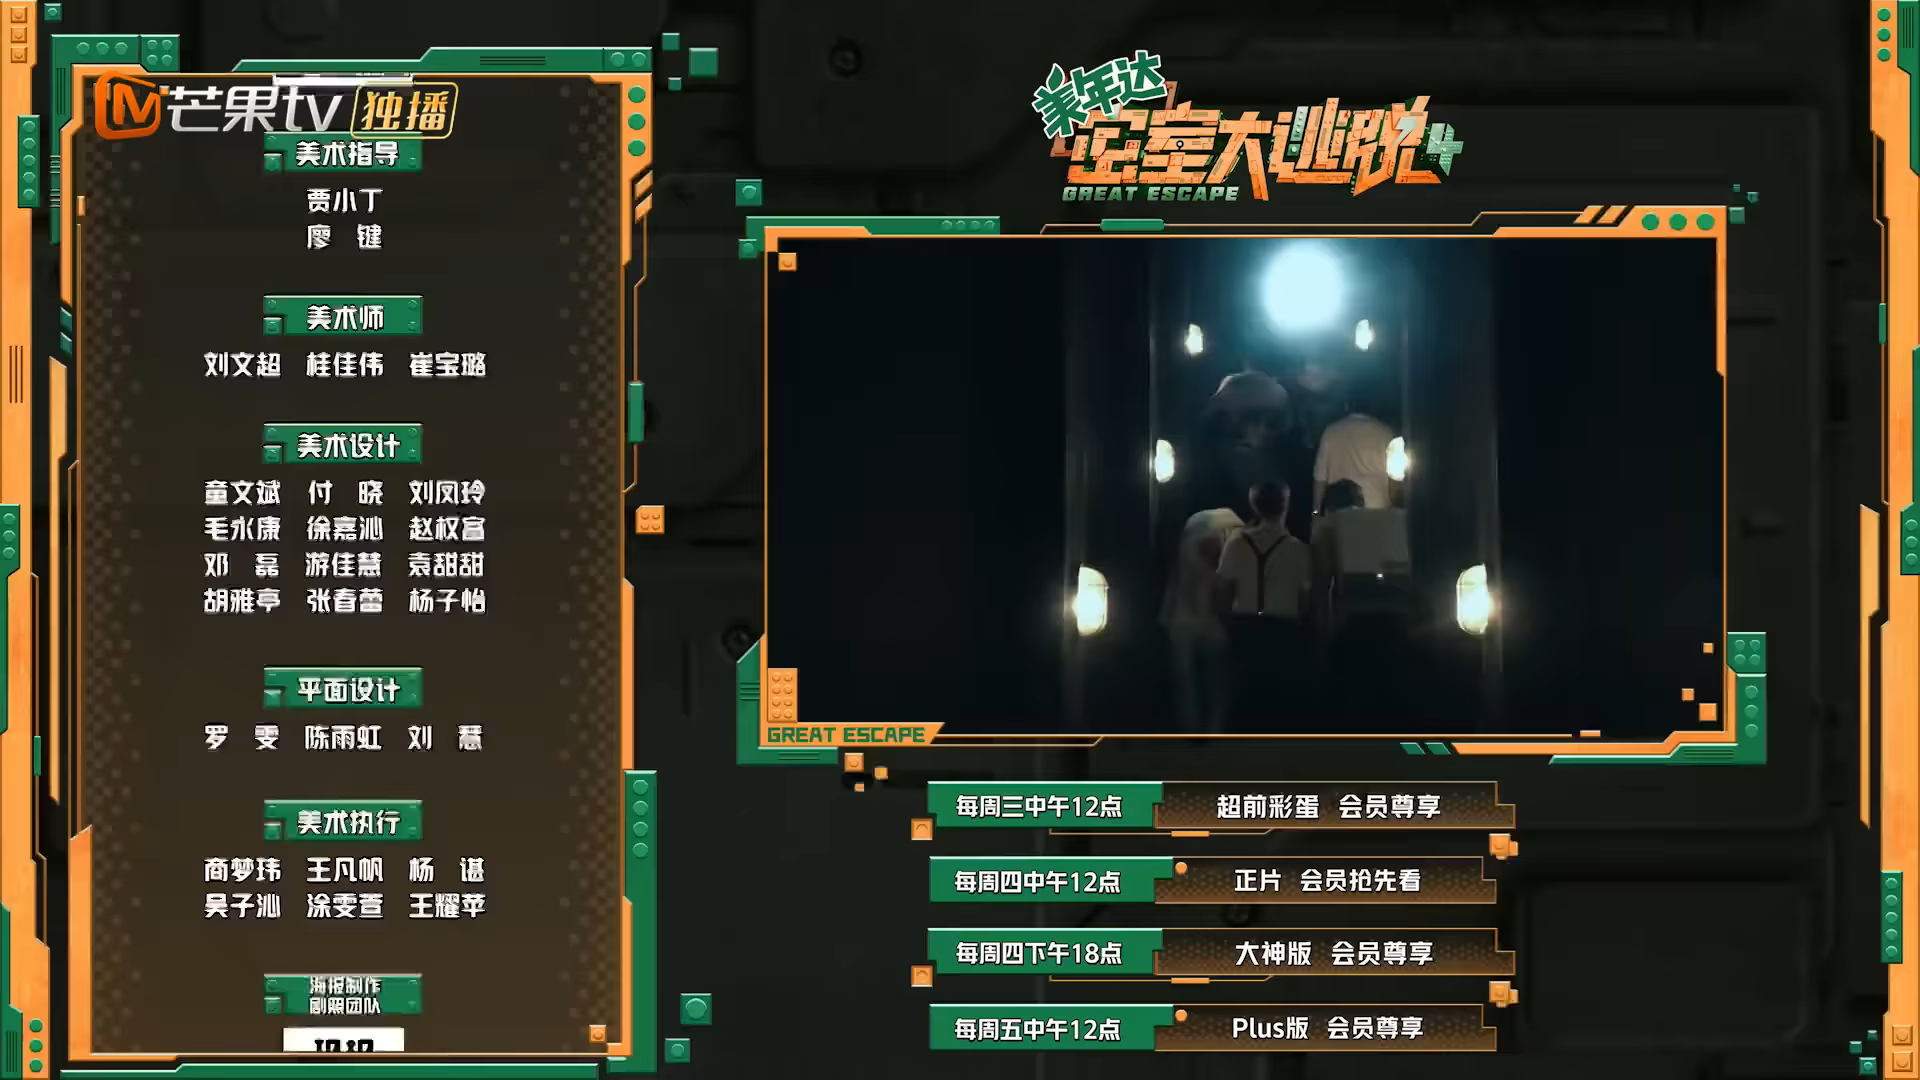 芒果tv 独播
美术指导
贾小丁
廖 键
美术师
刘文超 桂佳伟 崔宝璐
美术设计
童文斌 付 晓 刘凤玲
毛永康 徐嘉沁 赵权富
邓 磊 游佳慧 袁甜甜
胡雅亭 张春蕾 杨子怡
平面设计
罗 雯 陈雨虹 刘 慧
美术执行
商梦玮 王凡帆 杨 谌
吴子沁 涂雯萱 王耀苹
海报制作
剧照团队
美年达
密室大逃脱
GREAT ESCAPE
GREAT ESCAPE
每周三中午12点 超前彩蛋 会员尊享
每周四中午12点 正片 会员抢先看
每周四下午18点 大神版 会员尊享
每周五中午12点 Plus版 会员尊享